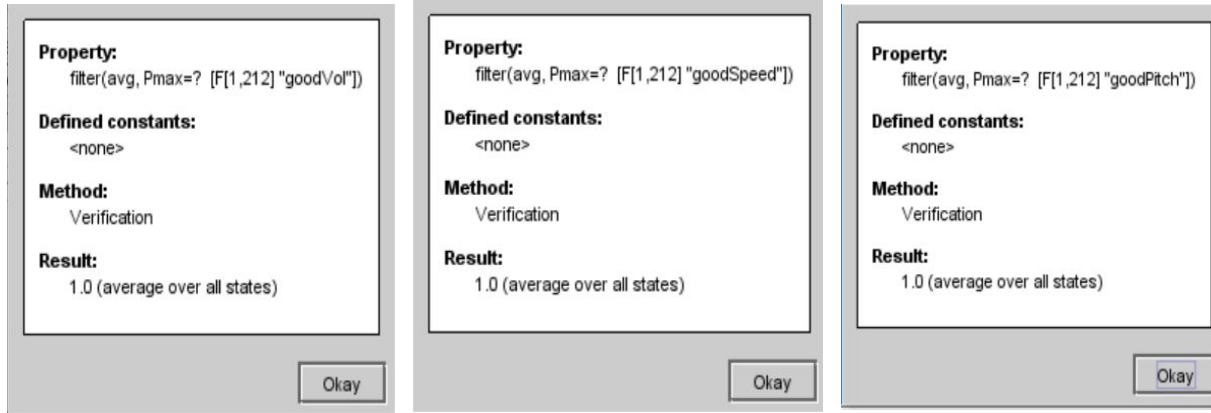 Property:
filter(avg, Pmax=? [F[1,212] "goodVol"])
Defined constants:
<none>
Method:
Verification
Result:
1.0 (average over all states)
Okay
Property:
filter(avg, Pmax=? [F[1,212] "goodSpeed"])
Defined constants:
<none>
Method:
Verification
Result:
1.0 (average over all states)
Okay
Property:
filter(avg, Pmax=? [F[1,212] "goodPitch"])
Defined constants:
<none>
Method:
Verification
Result:
1.0 (average over all states)
Okay